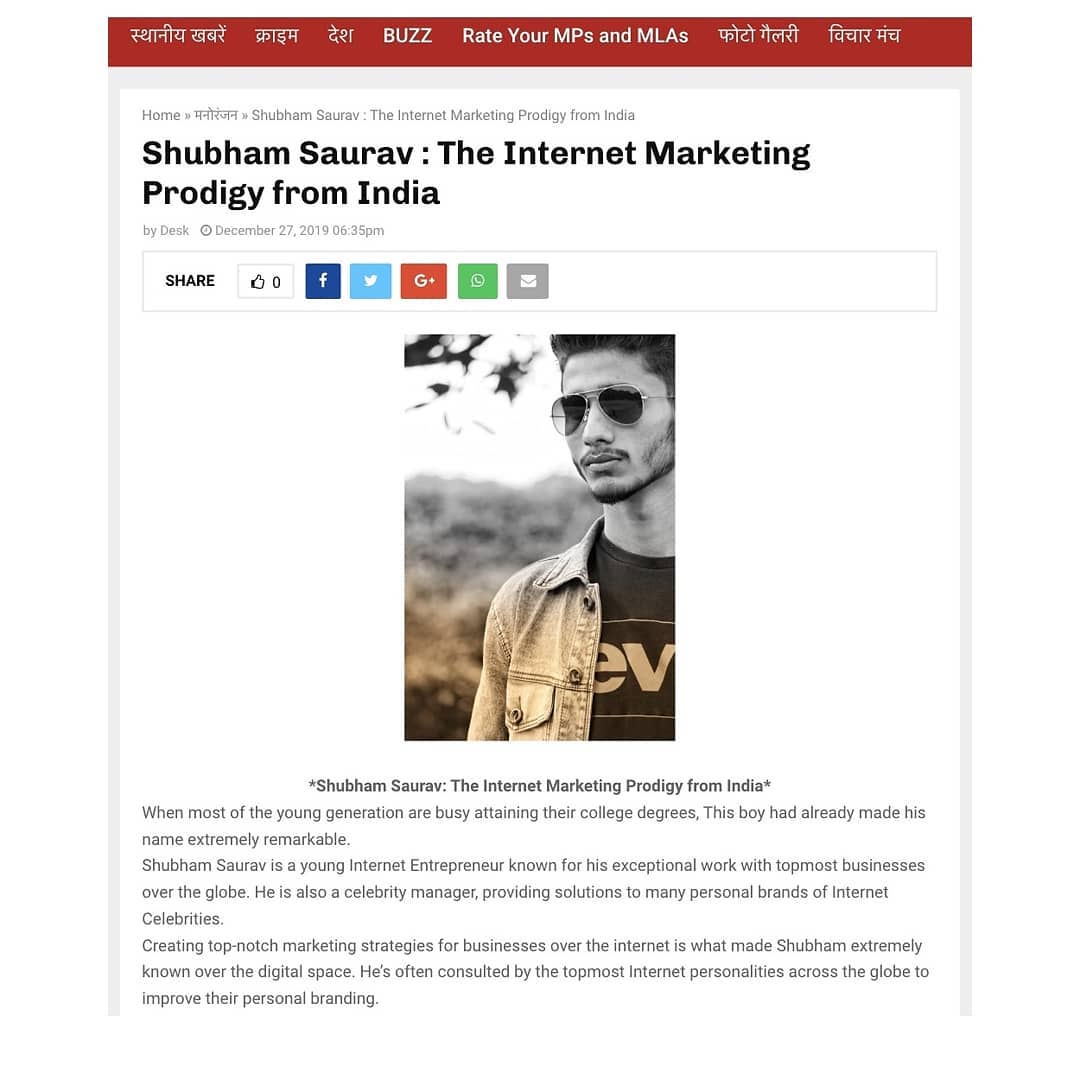 स्थानीय खबरें क्राइम देश BUZZ Rate Your MPs and MLAs फोटो गैलरी विचार मंच
Home » मनोरंजन » Shubham Saurav : The Internet Marketing Prodigy from India
Shubham Saurav : The Internet Marketing
Prodigy from India
by Desk December 27, 2019 06:35pm
SHARE 0 f G+
ev
*Shubham Saurav: The Internet Marketing Prodigy from India*
When most of the young generation are busy attaining their college degrees, This boy had already made his
name extremely remarkable.
Shubham Saurav is a young Internet Entrepreneur known for his exceptional work with topmost businesses
over the globe. He is also a celebrity manager, providing solutions to many personal brands of Internet
Celebrities.
Creating top-notch marketing strategies for businesses over the internet is what made Shubham extremely
known over the digital space. He’s often consulted by the topmost Internet personalities across the globe to
improve their personal branding.